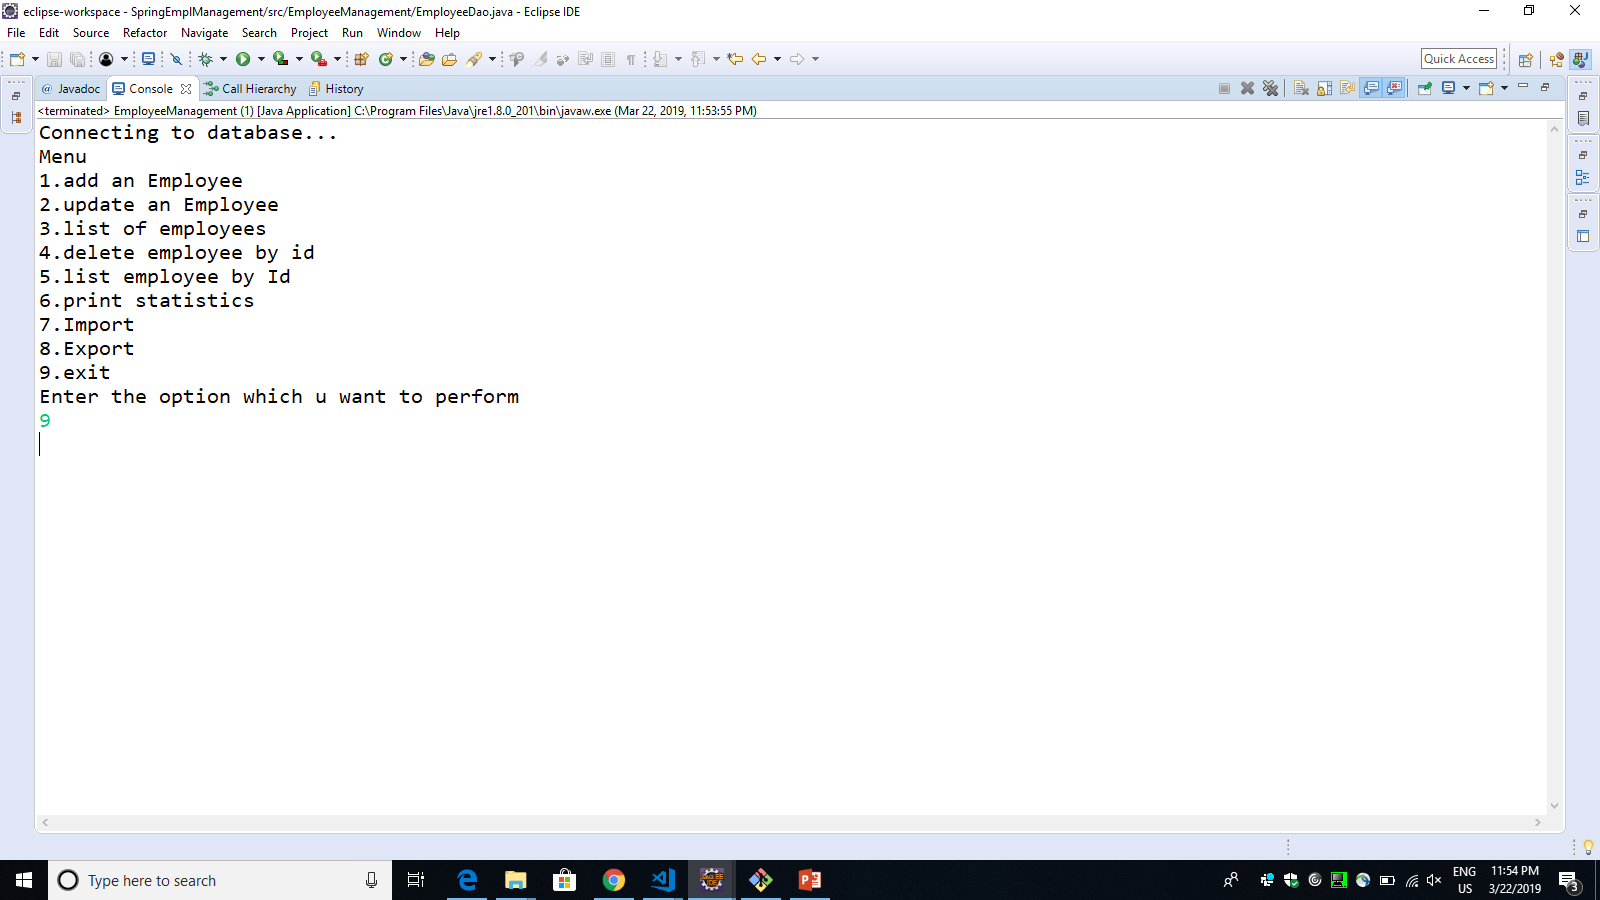 eclipse-workspace - SpringEmplManagement/src/EmployeeManagement/EmployeeDao.java - Eclipse IDE
File Edit Source Refactor Navigate Search Project Run Window Help
Quick Access
@ Javadoc Console Call Hierarchy History
<terminated> EmployeeManagement (1) [Java Application] C:\Program Files\Java\jre1.8.0_201\bin\javaw.exe (Mar 22, 2019, 11:53:55 PM)
Connecting to database...
Menu
1.add an Employee
2.update an Employee
3.list of employees
4.delete employee by id
5.list employee by Id
6.print statistics
7.Import
8.Export
9.exit
Enter the option which u want to perform
9
Type here to search
ENG
US
11:54 PM
3/22/2019
3